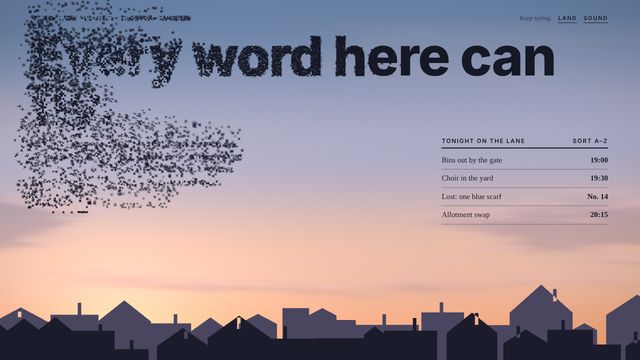 Keep typing. LAND SOUND
Every word here can
TONIGHT ON THE LANE SORT A–Z
Bins out by the gate 19:00
Choir in the yard 19:30
Lost: one blue scarf No. 14
Allotment swap 20:15